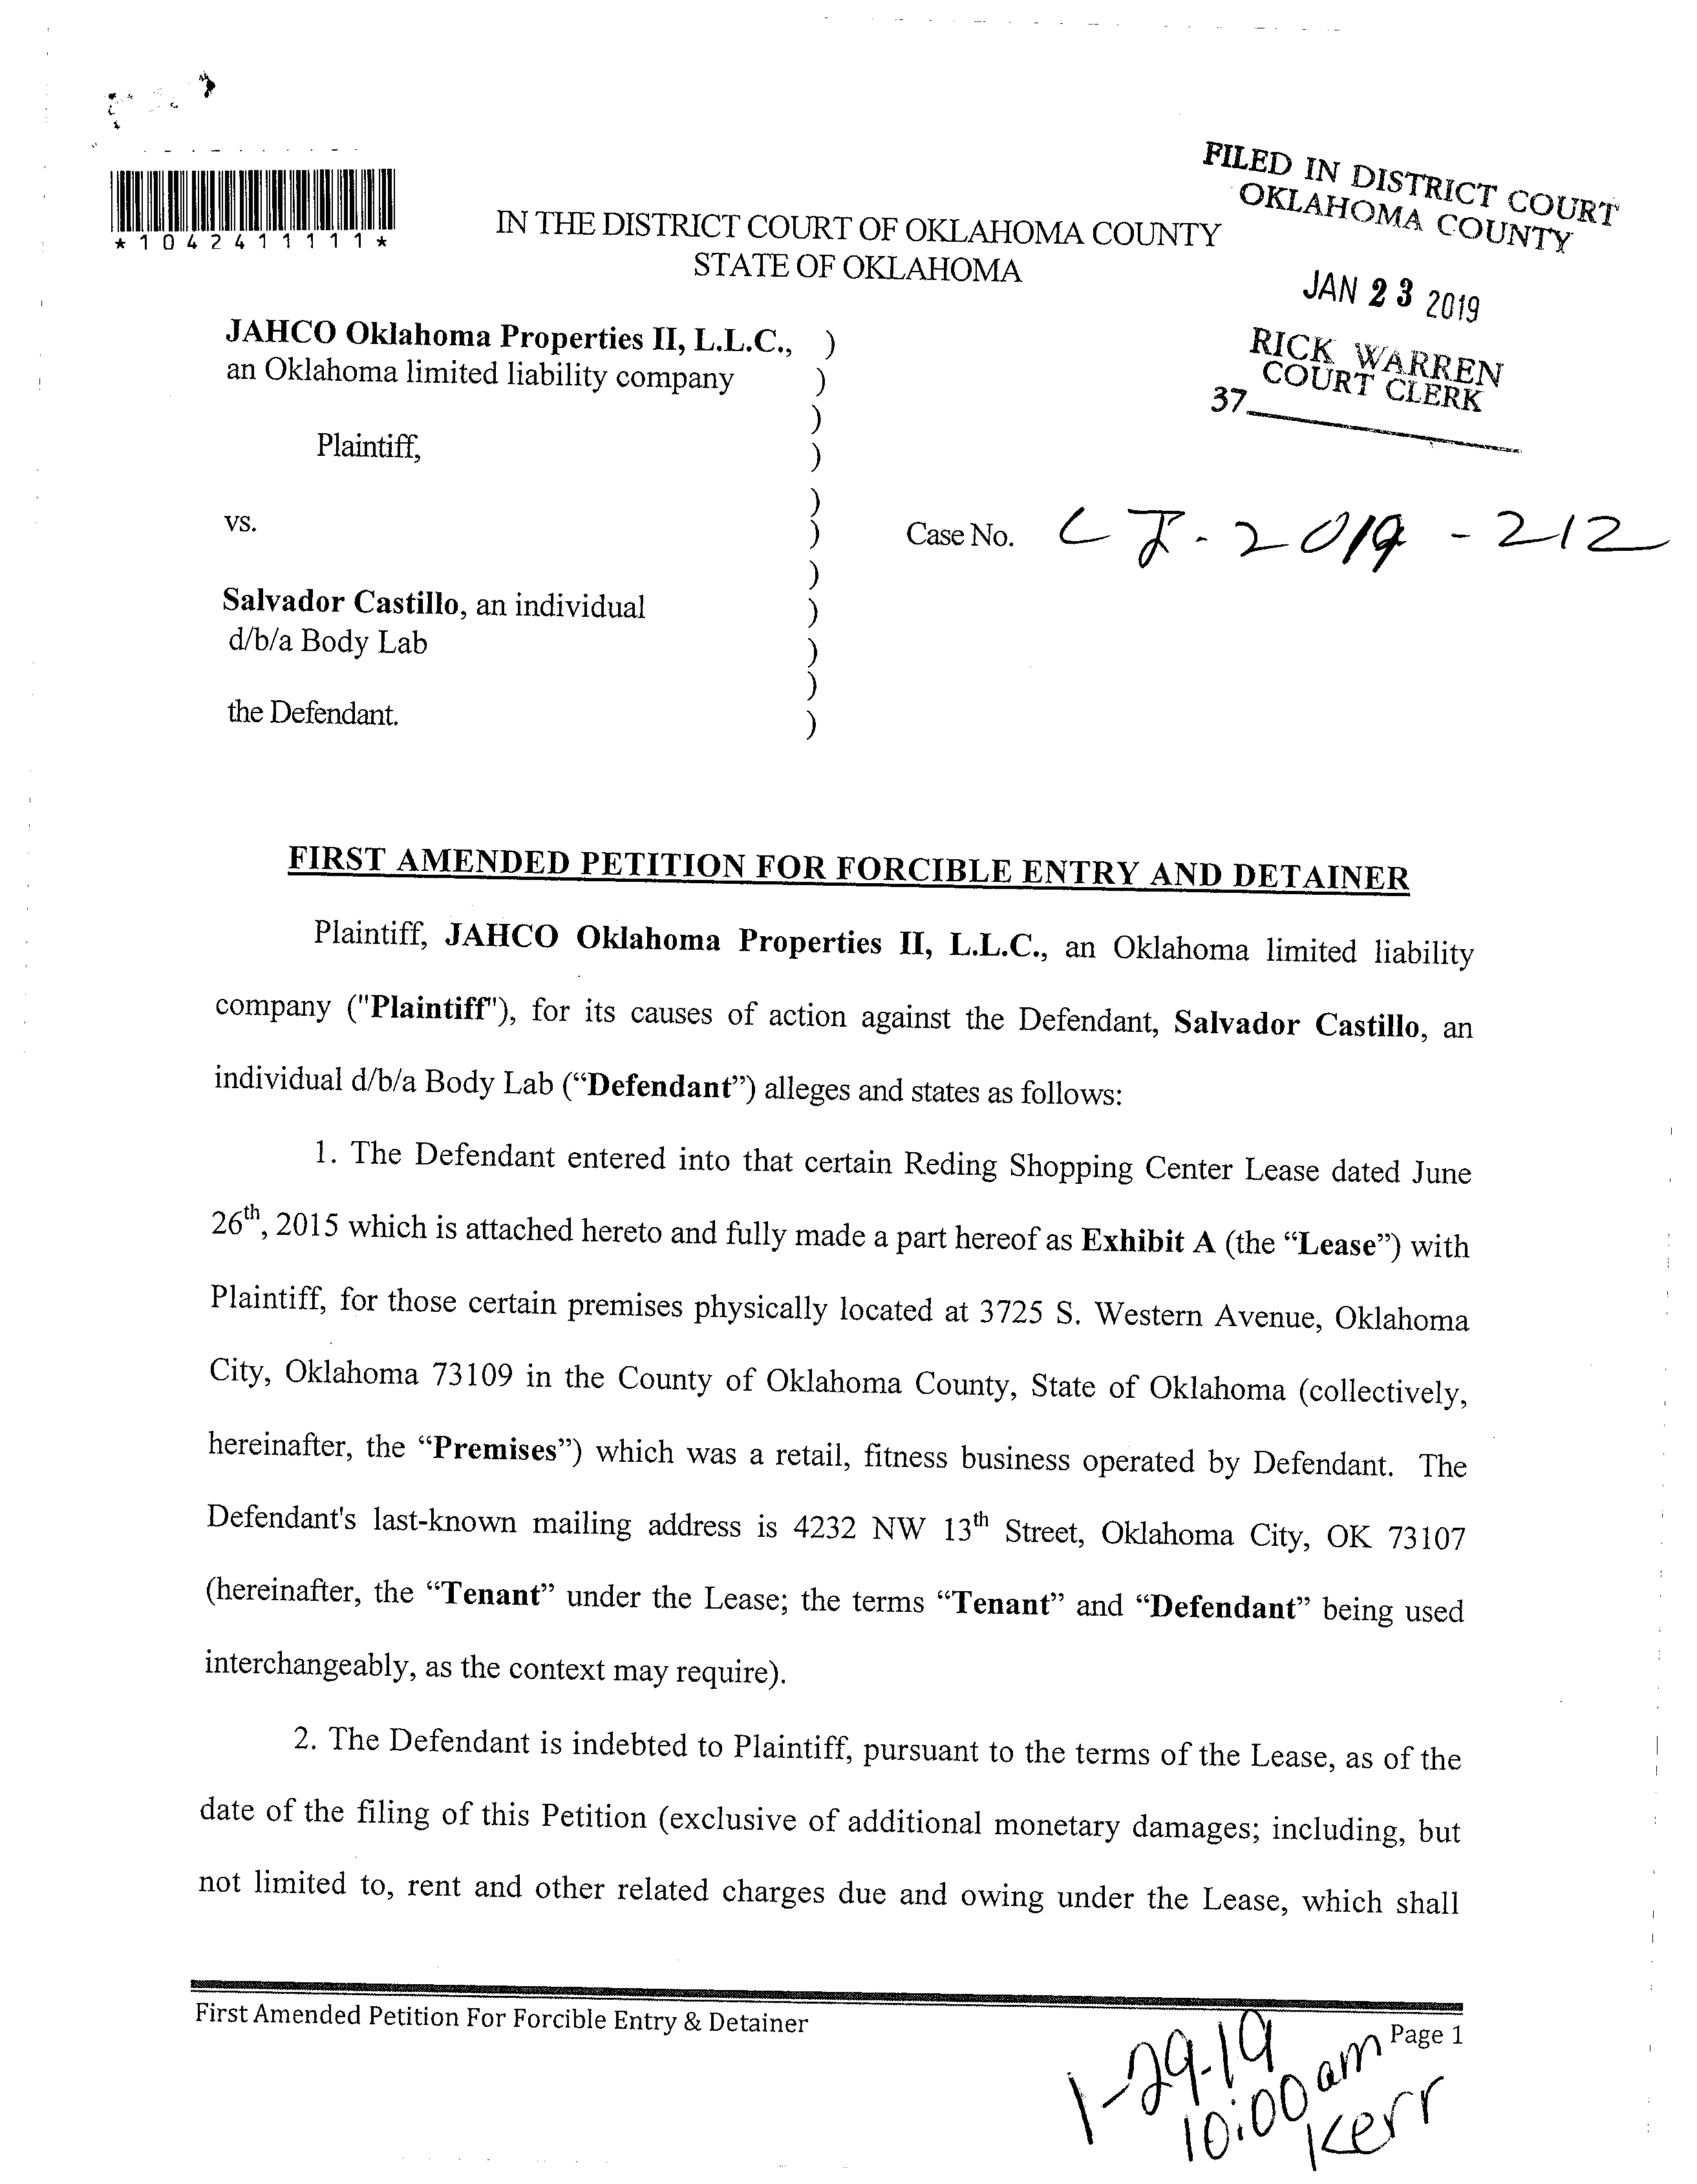 *1042411111*
FILED IN DISTRICT COURT
OKLAHOMA COUNTY
JAN 23 2019
RICK WARREN
COURT CLERK
37
IN THE DISTRICT COURT OF OKLAHOMA COUNTY
STATE OF OKLAHOMA
JAHCO Oklahoma Properties II, L.L.C., )
an Oklahoma limited liability company )
)
Plaintiff, )
)
vs. )
Case No. CJ-2019-212
)
Salvador Castillo, an individual )
d/b/a Body Lab )
)
the Defendant. )
FIRST AMENDED PETITION FOR FORCIBLE ENTRY AND DETAINER
Plaintiff, JAHCO Oklahoma Properties II, L.L.C., an Oklahoma limited liability
company ("Plaintiff"), for its causes of action against the Defendant, Salvador Castillo, an
individual d/b/a Body Lab (“Defendant”) alleges and states as follows:
1. The Defendant entered into that certain Reding Shopping Center Lease dated June
26th, 2015 which is attached hereto and fully made a part hereof as Exhibit A (the “Lease”) with
Plaintiff, for those certain premises physically located at 3725 S. Western Avenue, Oklahoma
City, Oklahoma 73109 in the County of Oklahoma County, State of Oklahoma (collectively,
hereinafter, the “Premises”) which was a retail, fitness business operated by Defendant. The
Defendant's last-known mailing address is 4232 NW 13th Street, Oklahoma City, OK 73107
(hereinafter, the “Tenant” under the Lease; the terms “Tenant” and “Defendant” being used
interchangeably, as the context may require).
2. The Defendant is indebted to Plaintiff, pursuant to the terms of the Lease, as of the
date of the filing of this Petition (exclusive of additional monetary damages; including, but
not limited to, rent and other related charges due and owing under the Lease, which shall
First Amended Petition For Forcible Entry & Detainer
Page 1
1-29-19
10:00 am
Kerr